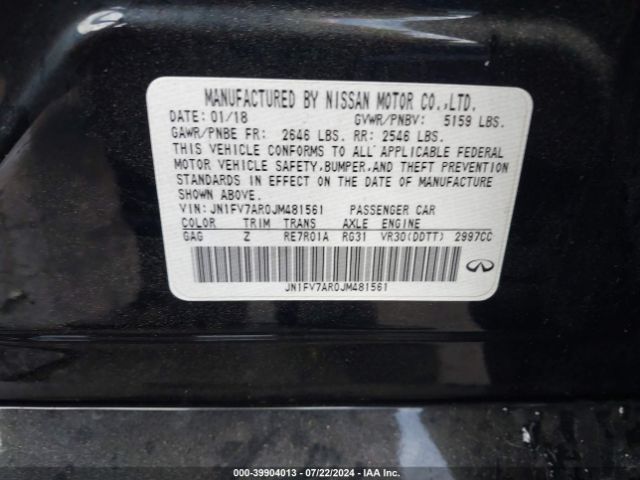 MANUFACTURED BY NISSAN MOTOR CO.,LTD.
DATE: 01/18 GVWR/PNBV: 5159 LBS.
GAWR/PNBE FR: 2646 LBS. RR: 2546 LBS.
THIS VEHICLE CONFORMS TO ALL APPLICABLE FEDERAL
MOTOR VEHICLE SAFETY,BUMPER,AND THEFT PREVENTION
STANDARDS IN EFFECT ON THE DATE OF MANUFACTURE
SHOWN ABOVE.
VIN: JN1FV7AR0JM481561 PASSENGER CAR
COLOR TRIM TRANS AXLE ENGINE
GAG Z RE7R01A RG31 VR30(DDTT) 2997CC
JN1FV7AR0JM481561
000-39904013 - 07/22/2024 - IAA Inc.